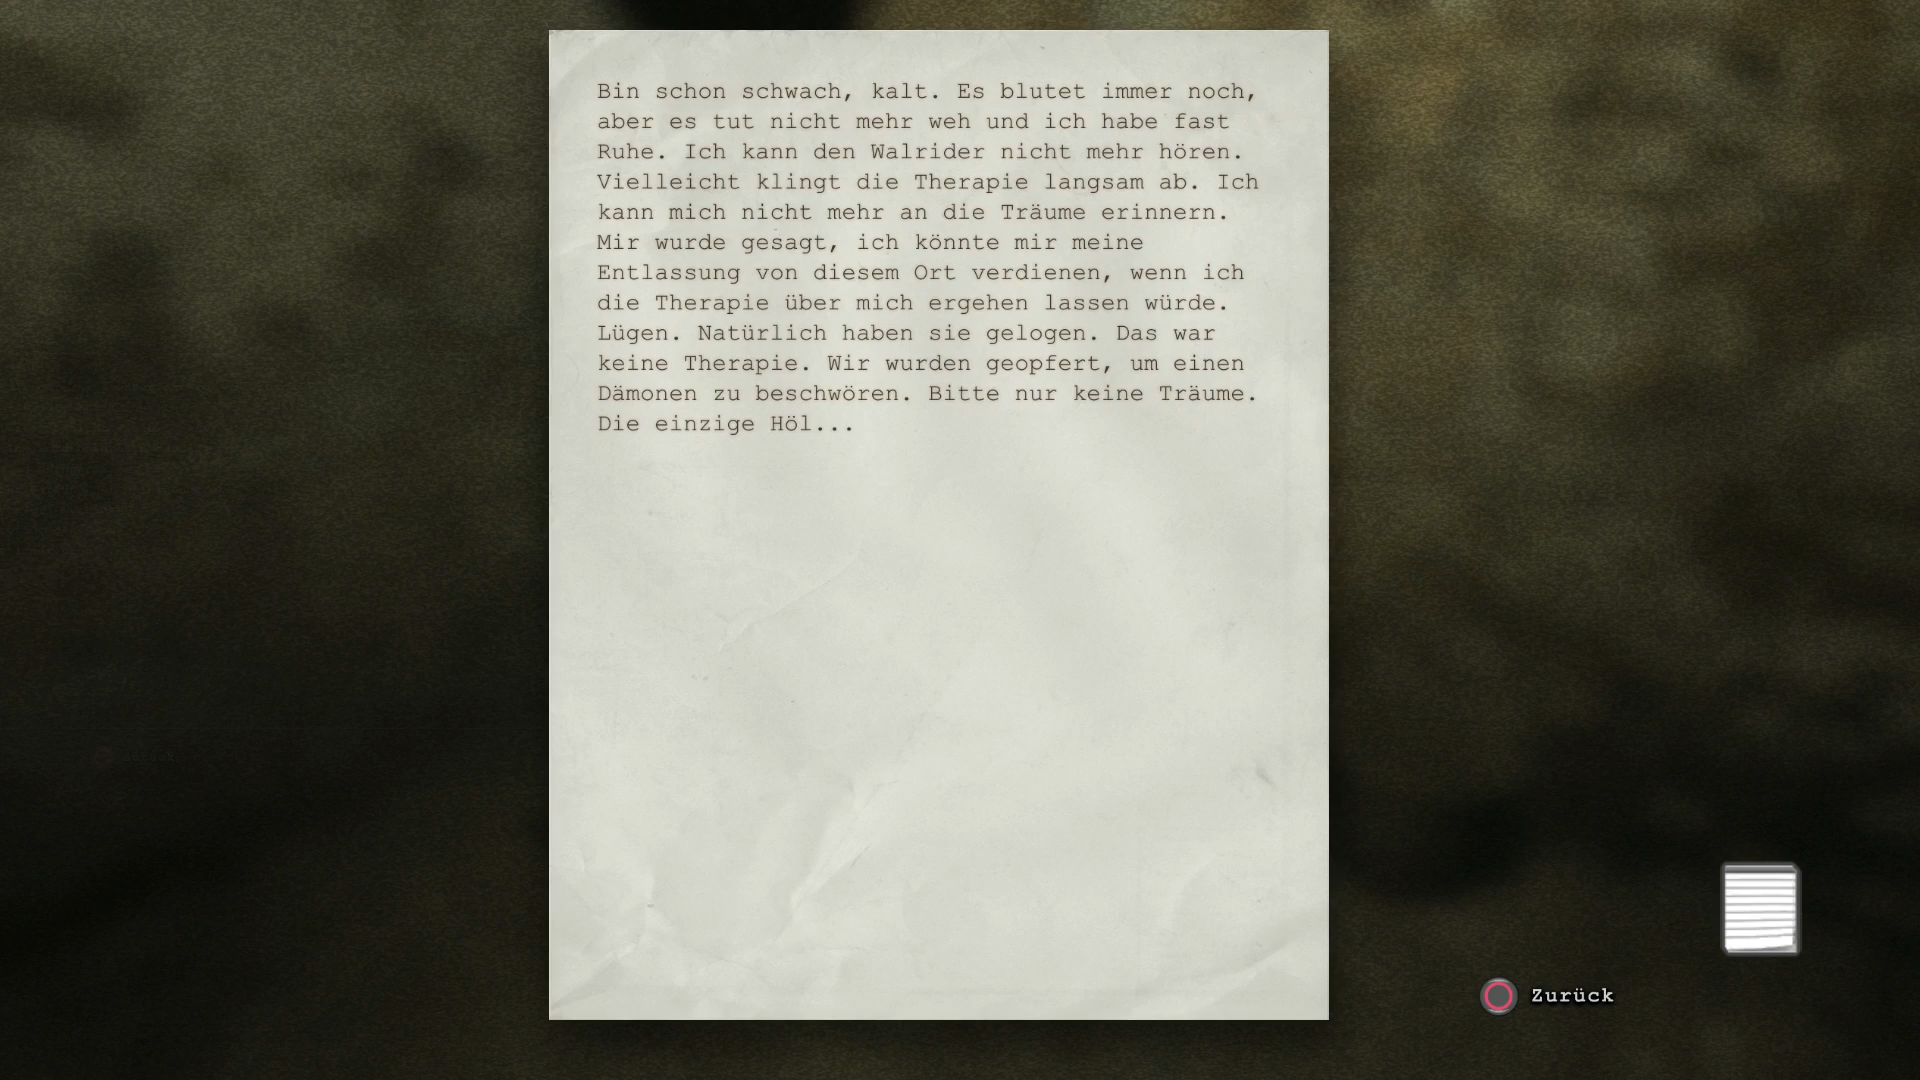 Bin schon schwach, kalt. Es blutet immer noch,
aber es tut nicht mehr weh und ich habe fast
Ruhe. Ich kann den Walrider nicht mehr hören.
Vielleicht klingt die Therapie langsam ab. Ich
kann mich nicht mehr an die Träume erinnern.
Mir wurde gesagt, ich könnte mir meine
Entlassung von diesem Ort verdienen, wenn ich
die Therapie über mich ergehen lassen würde.
Lügen. Natürlich haben sie gelogen. Das war
keine Therapie. Wir wurden geopfert, um einen
Dämonen zu beschwören. Bitte nur keine Träume.
Die einzige Höl...
Zurück